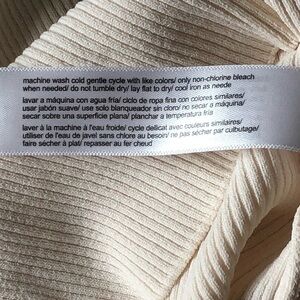 machine wash cold gentle cycle with like colors/ only non-chlorine bleach
when needed/ do not tumble dry/ lay flat to dry/ cool iron as needed
lavar a máquina con agua fria/ ciclo de ropa fina con colores similares/
usar jabón suave/ use solo blanqueador sin cloro/ no secar a máquina/
secar sobre una superficie plana/ planchar a temperatura fría
laver à la machine à l'eau froide/ cycle delicat avec couleurs similaires/
utiliser de l'eau de javel sans chlore au besoin/ ne pas sécher par culbutage/
faire sécher à plat/ repasser au fer chaud